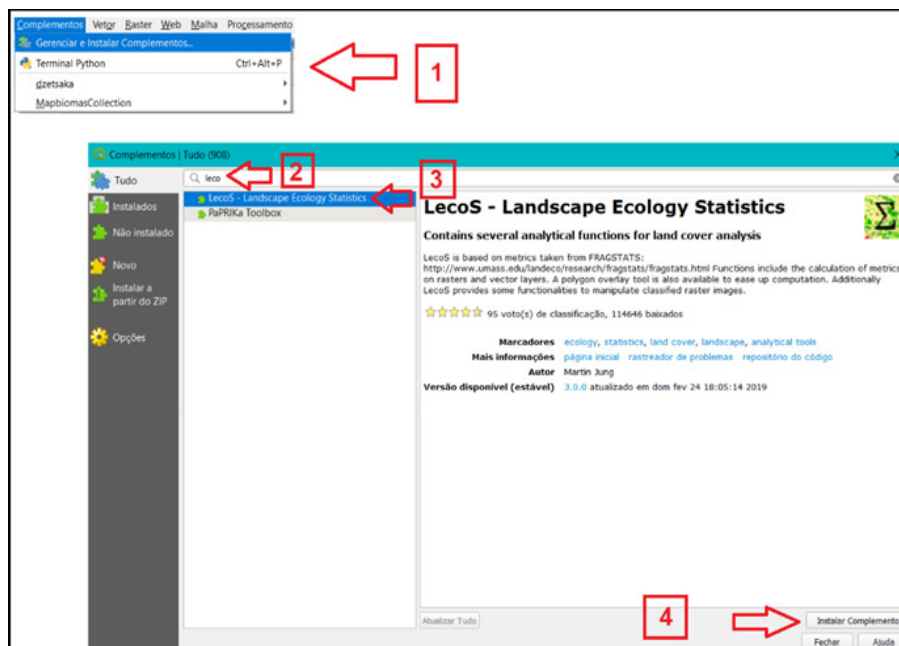 Complementos Vetor Raster Web Malha Processamento
Gerenciar e Instalar Complementos...
Terminal Python Ctrl+Alt+P
dzetsaka
MapbiomasCollection
1
Complementos | Tudo (908)
Tudo
leco
2
3
Instalados
Não instalado
Novo
Instalar a
partir do ZIP
Opções
LecoS - Landscape Ecology Statistics
PaPRIKa Toolbox
LecoS - Landscape Ecology Statistics
Contains several analytical functions for land cover analysis
LecoS is based on metrics taken from FRAGSTATS:
http://www.umass.edu/landeco/research/fragstats/fragstats.html Functions include the calculation of metrics
on rasters and vector layers. A polygon overlay tool is also available to ease up computation. Additionally
LecoS provides some functionalities to manipulate classified raster images.
95 voto(s) de classificação, 114646 baixados
Marcadores ecology, statistics, land cover, landscape, analytical tools
Mais informações página inicial rastreador de problemas repositório do código
Autor Martin Jung
Versão disponível (estável) 3.0.0 atualizado em dom fev 24 18:05:14 2019
Σ
Atualizar Tudo
4
Instalar Complemento
Fechar Ajuda